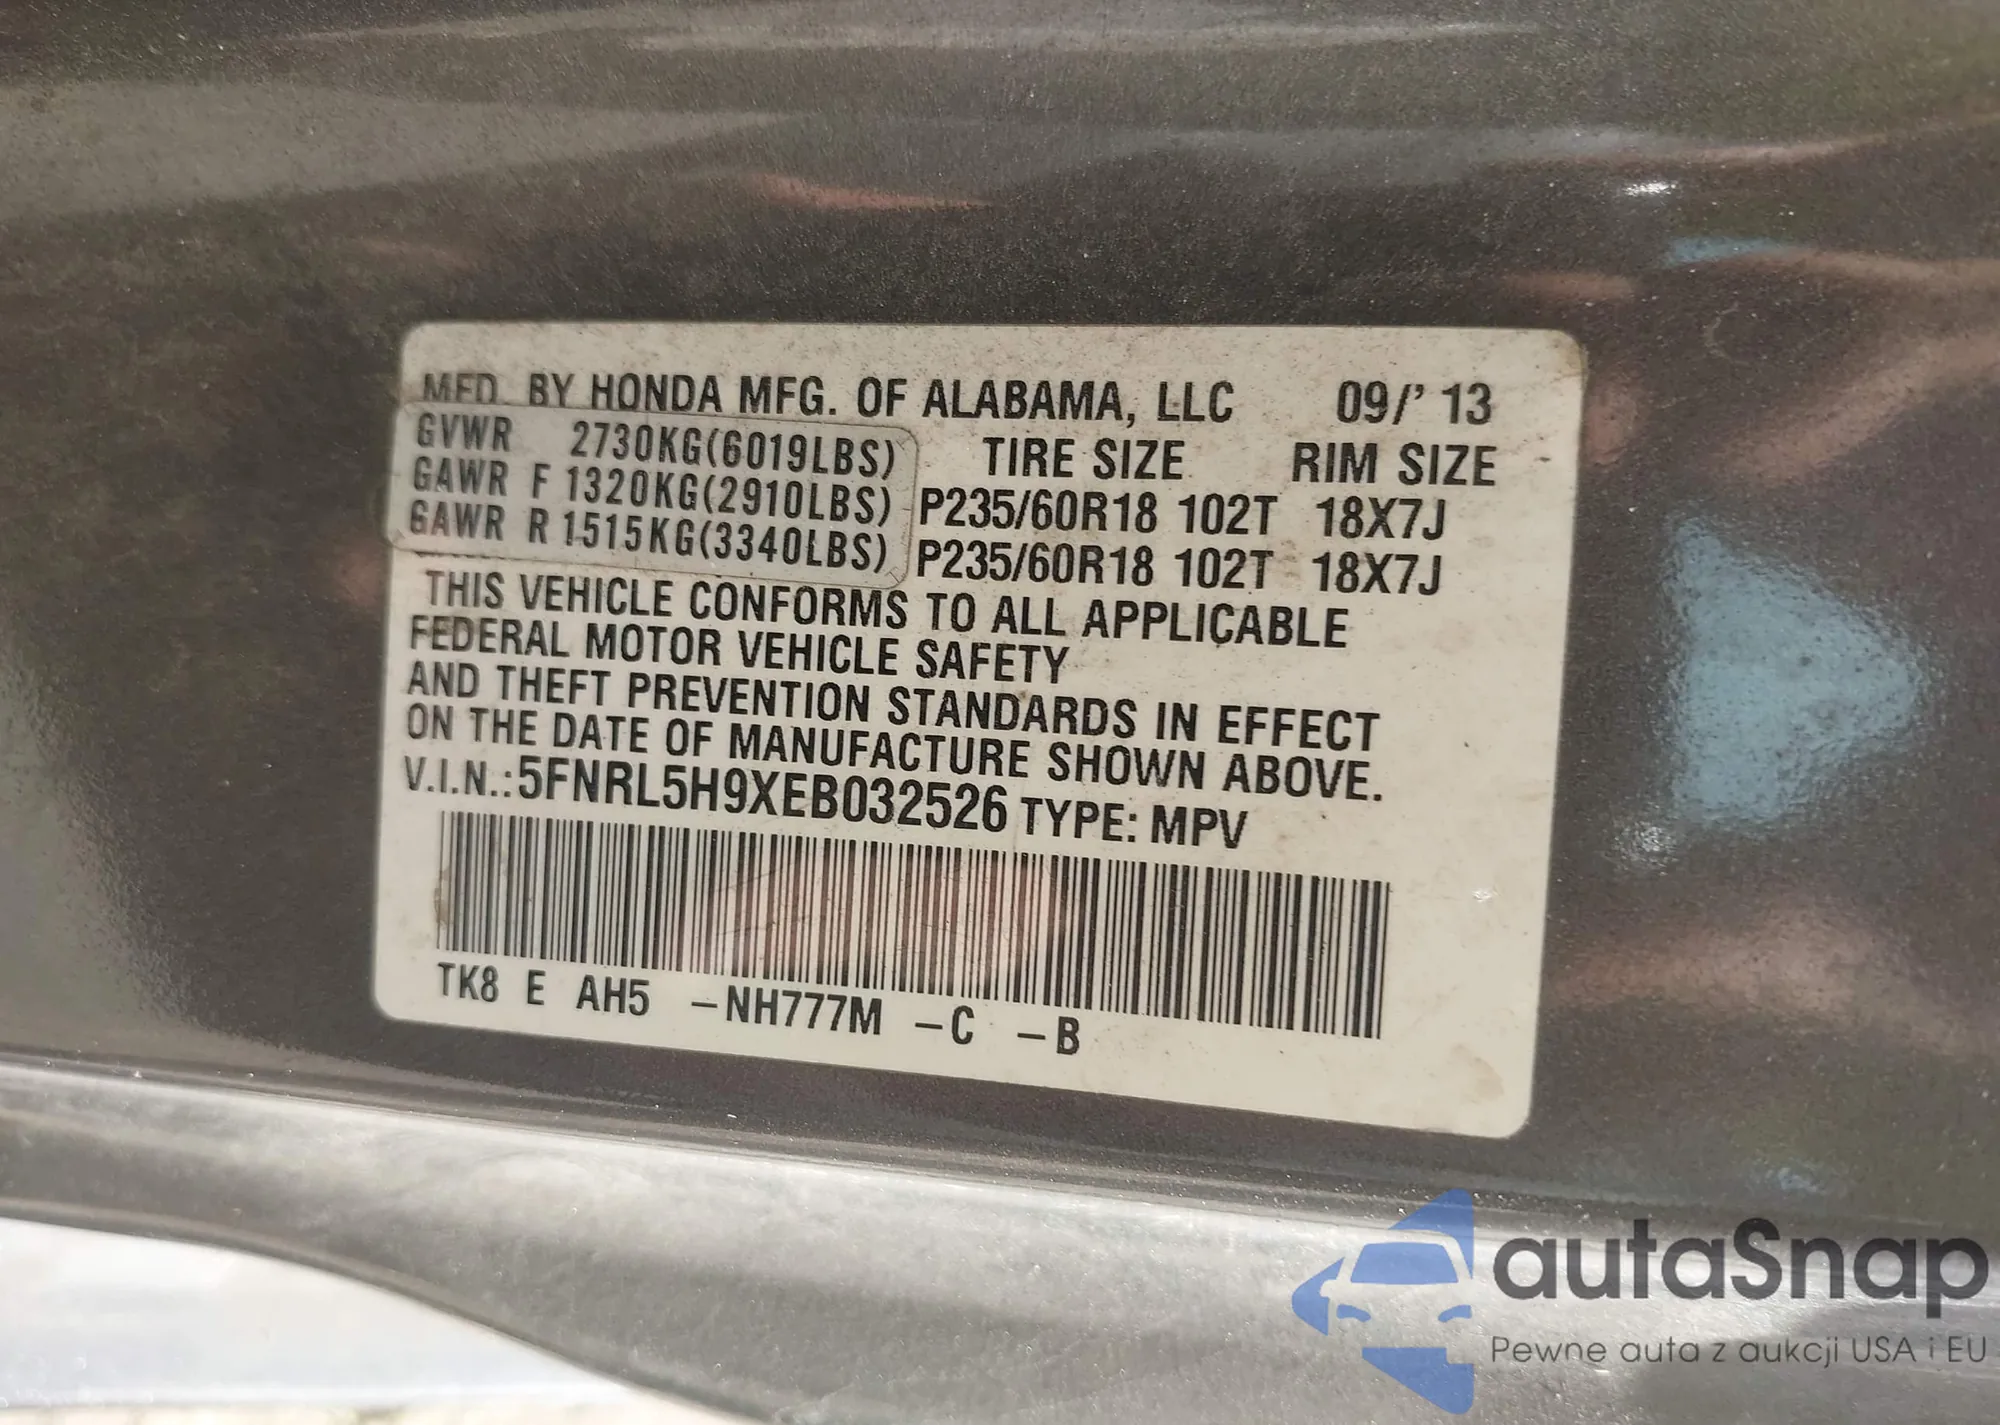 MFD. BY HONDA MFG. OF ALABAMA, LLC 09/' 13
GVWR 2730KG(6019LBS) TIRE SIZE RIM SIZE
GAWR F 1320KG(2910LBS) P235/60R18 102T 18X7J
GAWR R 1515KG(3340LBS) P235/60R18 102T 18X7J
THIS VEHICLE CONFORMS TO ALL APPLICABLE
FEDERAL MOTOR VEHICLE SAFETY
AND THEFT PREVENTION STANDARDS IN EFFECT
ON THE DATE OF MANUFACTURE SHOWN ABOVE.
V.I.N.:5FNRL5H9XEB032526 TYPE: MPV
TK8 E AH5 –NH777M –C –B
autaSnap
Pewne auta z aukcji USA i EU